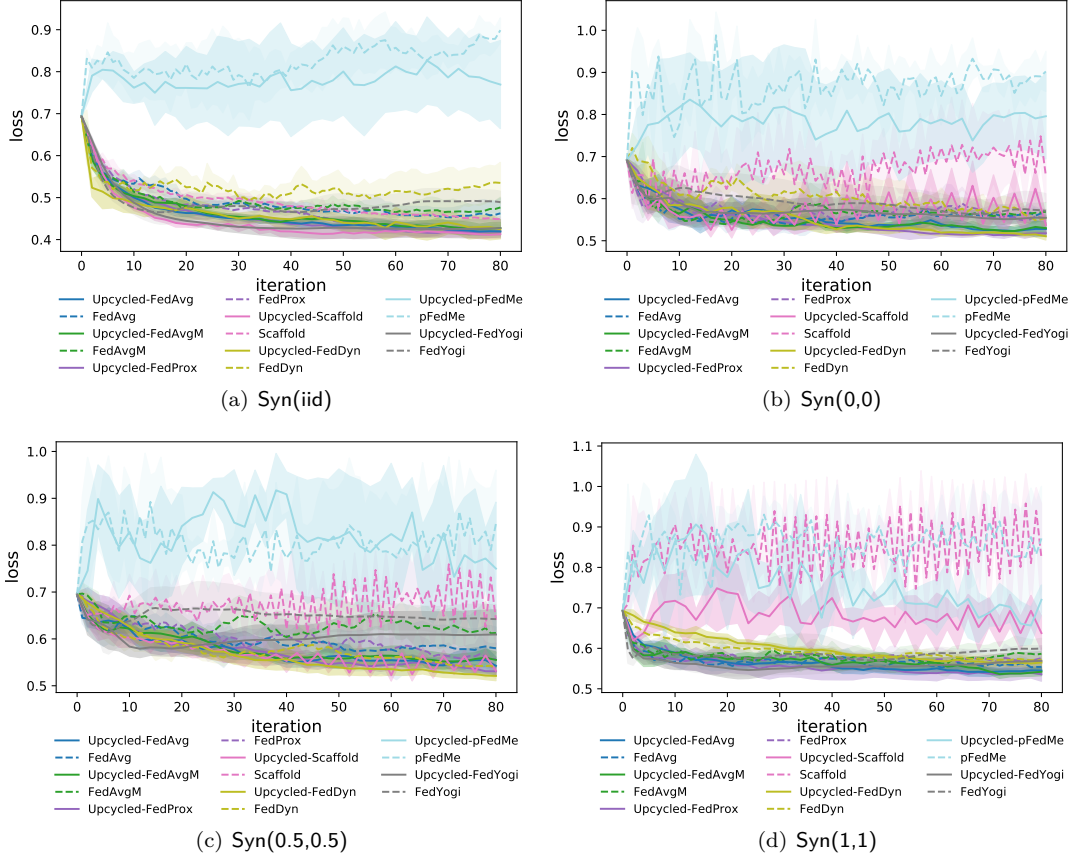 0.9
0.8
0.7
0.6
0.5
0.4
loss
0 10 20 30 40 50 60 70 80
iteration
Upcycled-FedAvg
FedAvg
Upcycled-FedAvgM
FedAvgM
Upcycled-FedProx
FedProx
Upcycled-Scaffold
Scaffold
Upcycled-FedDyn
FedDyn
Upcycled-pFedMe
pFedMe
Upcycled-FedYogi
FedYogi
(a) Syn(iid)
1.0
0.9
0.8
0.7
0.6
0.5
loss
0 10 20 30 40 50 60 70 80
iteration
Upcycled-FedAvg
FedAvg
Upcycled-FedAvgM
FedAvgM
Upcycled-FedProx
FedProx
Upcycled-Scaffold
Scaffold
Upcycled-FedDyn
FedDyn
Upcycled-pFedMe
pFedMe
Upcycled-FedYogi
FedYogi
(b) Syn(0,0)
1.0
0.9
0.8
0.7
0.6
0.5
loss
0 10 20 30 40 50 60 70 80
iteration
Upcycled-FedAvg
FedAvg
Upcycled-FedAvgM
FedAvgM
Upcycled-FedProx
FedProx
Upcycled-Scaffold
Scaffold
Upcycled-FedDyn
FedDyn
Upcycled-pFedMe
pFedMe
Upcycled-FedYogi
FedYogi
(c) Syn(0.5,0.5)
1.1
1.0
0.9
0.8
0.7
0.6
0.5
loss
0 10 20 30 40 50 60 70 80
iteration
Upcycled-FedAvg
FedAvg
Upcycled-FedAvgM
FedAvgM
Upcycled-FedProx
FedProx
Upcycled-Scaffold
Scaffold
Upcycled-FedDyn
FedDyn
Upcycled-pFedMe
pFedMe
Upcycled-FedYogi
FedYogi
(d) Syn(1,1)